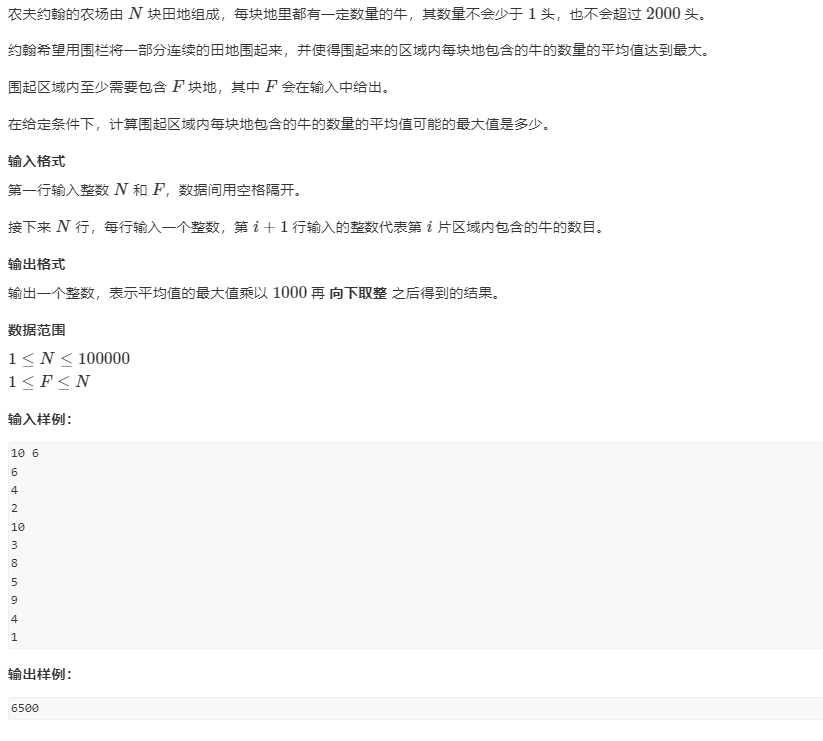 农夫约翰的农场由 N 块田地组成，每块地里都有一定数量的牛，其数量不会少于 1 头，也不会超过 2000 头。
约翰希望用围栏将一部分连续的田地围起来，并使得围起来的区域内每块地包含的牛的数量的平均值达到最大。
围起区域内至少需要包含 F 块地，其中 F 会在输入中给出。
在给定条件下，计算围起区域内每块地包含的牛的数量的平均值可能的最大值是多少。
输入格式
第一行输入整数 N 和 F，数据间用空格隔开。
接下来 N 行，每行输入一个整数，第 i + 1 行输入的整数代表第 i 片区域内包含的牛的数目。
输出格式
输出一个整数，表示平均值的最大值乘以 1000 再 向下取整 之后得到的结果。
数据范围
1 ≤ N ≤ 100000
1 ≤ F ≤ N
输入样例：
10 6
6
4
2
10
3
8
5
9
4
1
输出样例：
6500